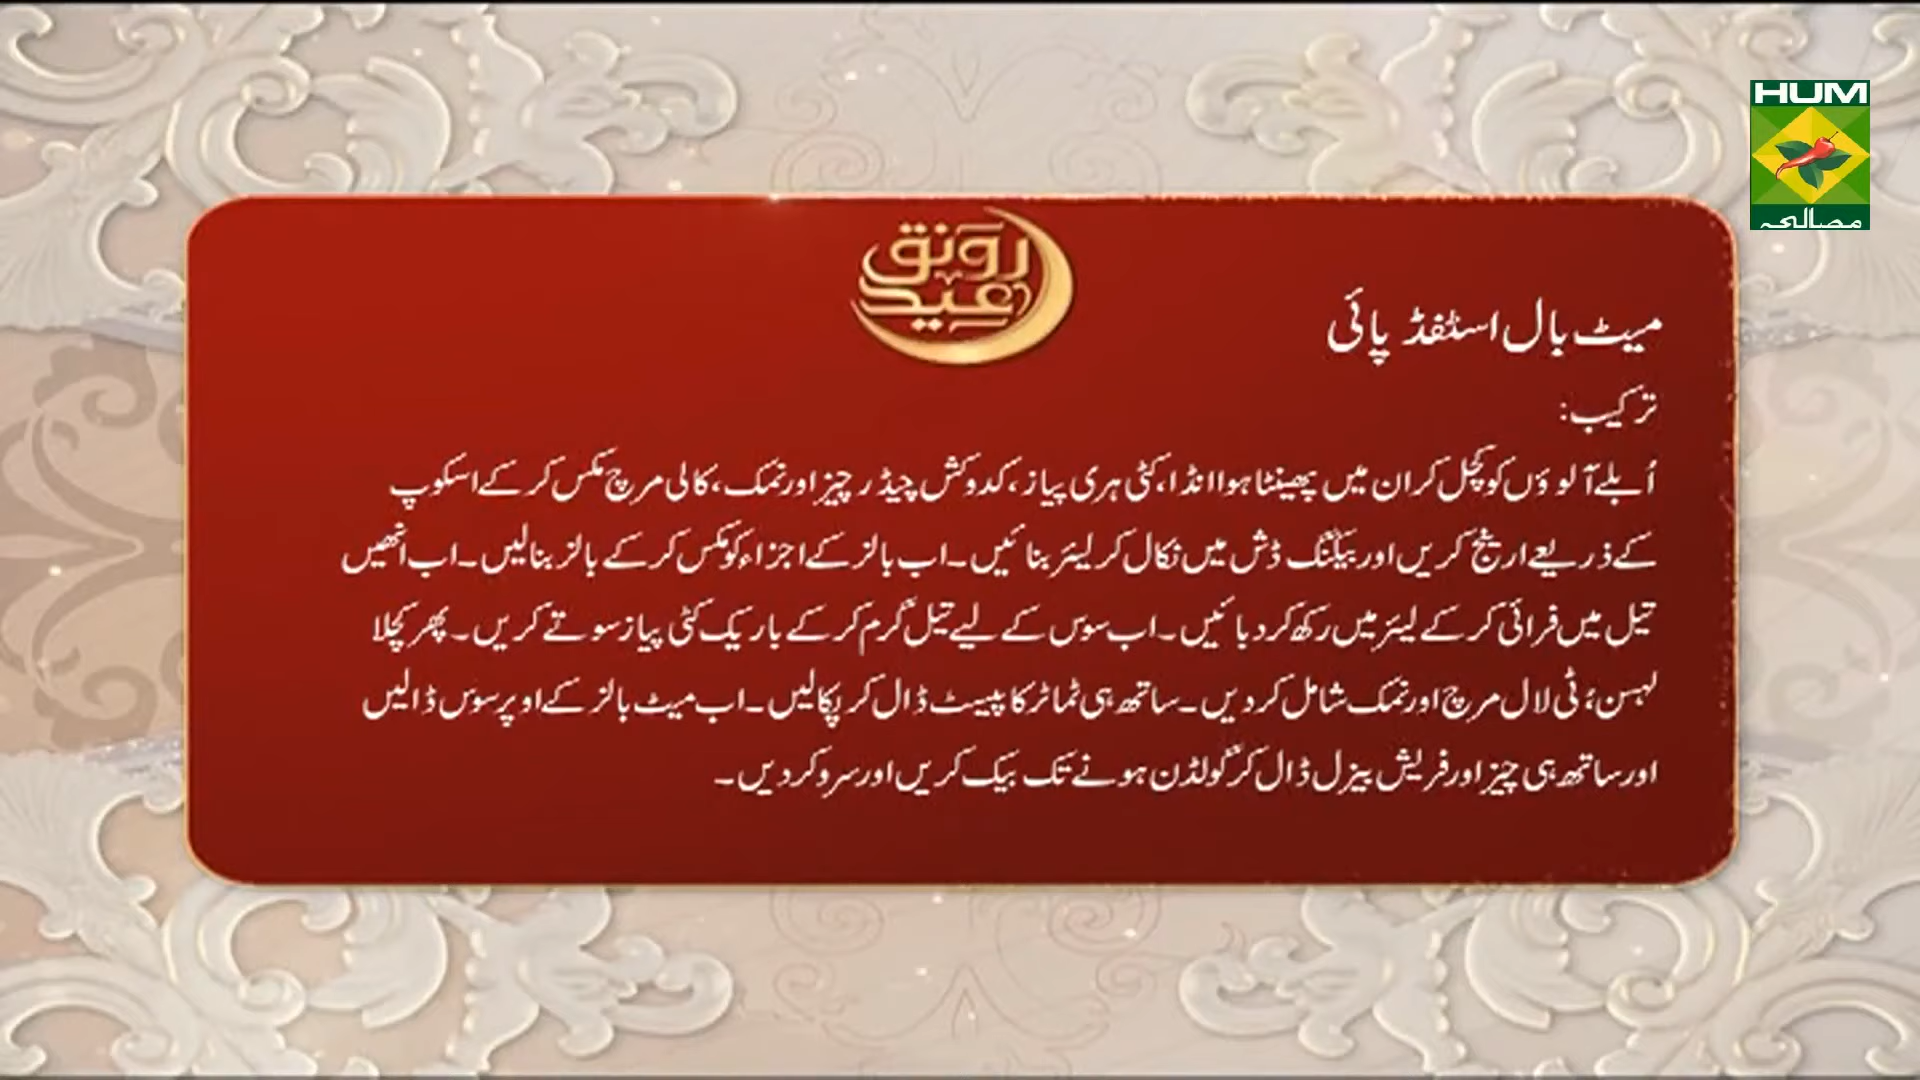 HUM
مصالحہ
رونق
عید
میٹ بال اسٹفڈ پائی
ترکیب:
اُبلے آلوؤں کو کچل کر ان میں پھینٹا ہوا انڈا، کٹی ہری پیاز، کدوکش چیڈر چیز اور نمک، کالی مرچ مکس کر کے اسکوپ
کے ذریعے ارینج کریں اور بیکنگ ڈش میں نکال کر لیئر بنائیں۔ اب بالز کے اجزاء کو مکس کر کے بالز بنا لیں۔ اب انھیں
تیل میں فرائی کر کے لیئر میں رکھ کر دبائیں۔ اب سوس کے لیے تیل گرم کر کے باریک کٹی پیاز سوتے کریں۔ پھر کچلا
لہسن، لال مرچ اور نمک شامل کر دیں۔ ساتھ ہی ٹماٹر کا پیسٹ ڈال کر پکا لیں۔ اب میٹ بالز کے اوپر سوس ڈالیں
اور ساتھ ہی چیز اور فریش بیزل ڈال کر گولڈن ہونے تک بیک کریں اور سرو کر دیں۔